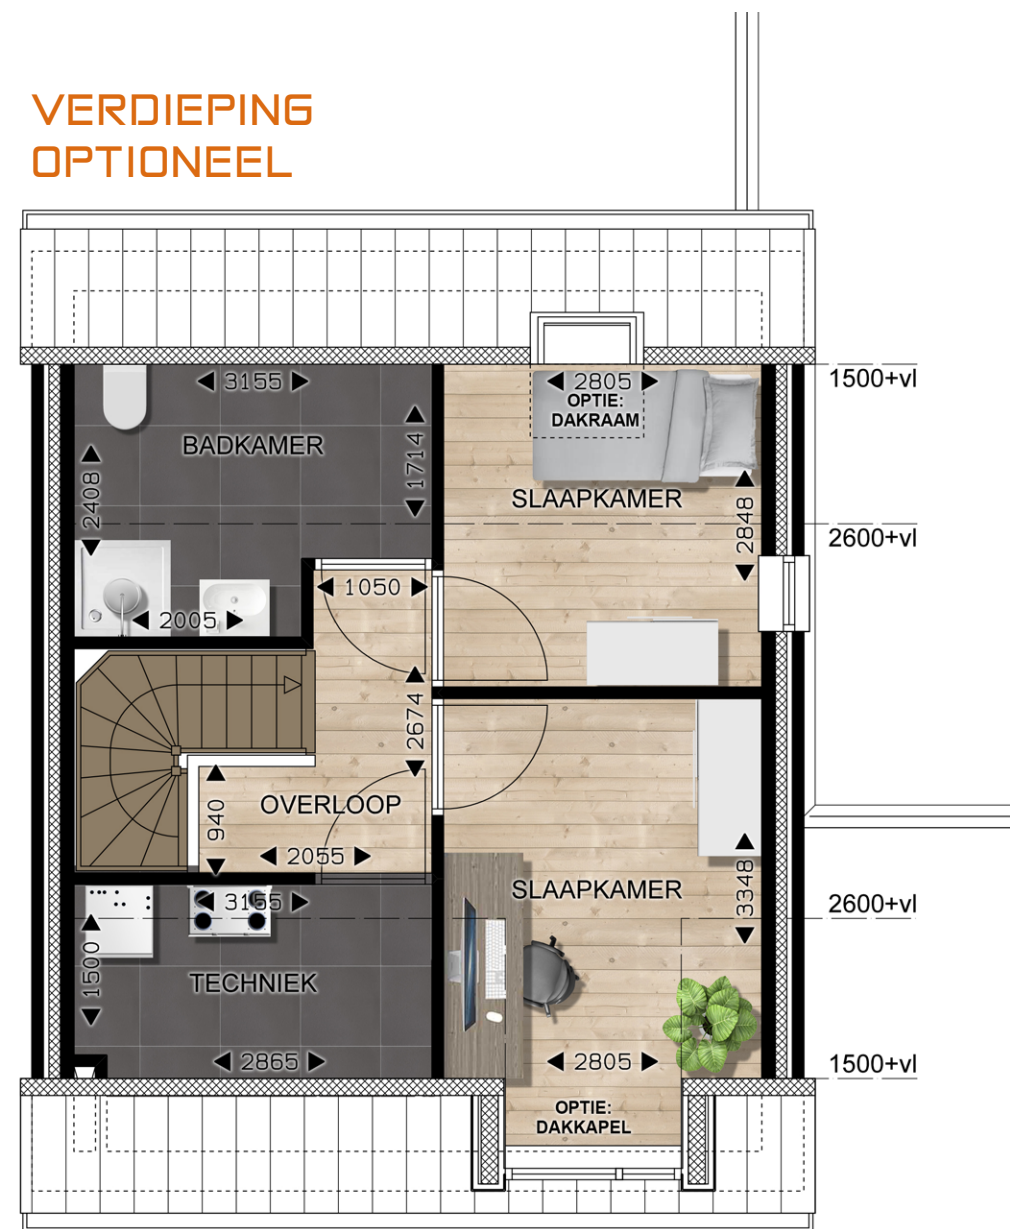 VERDIEPING
OPTIONEEL
3155
2805
1500+vl
OPTIE:
DAKRAAM
BADKAMER
1714
2408
SLAAPKAMER
2848
2600+vl
1050
2005
2674
OVERLOOP
940
2055
3348
SLAAPKAMER
3155
2600+vl
1500
TECHNIEK
2865
2805
1500+vl
OPTIE:
DAKKAPEL